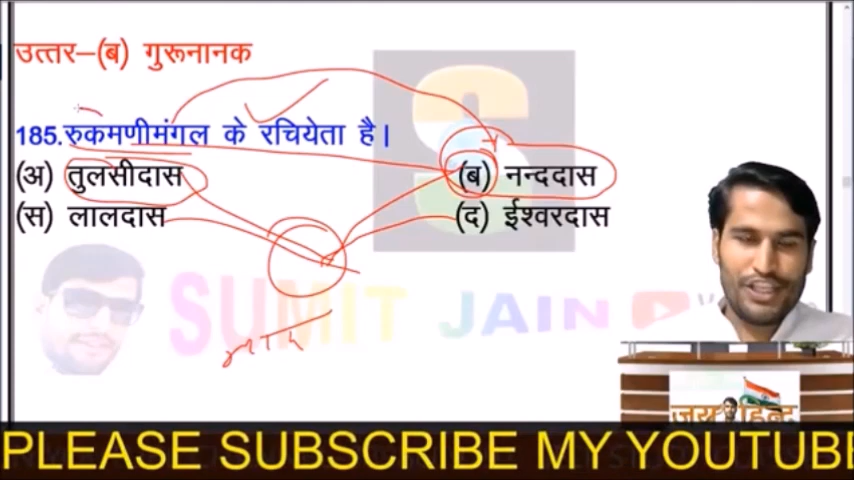 उत्तर–(ब) गुरूनानक
185.रुकमणीमंगल के रचियेता है।
(अ) तुलसीदास (ब) नन्ददास
(स) लालदास (द) ईश्वरदास
SUMIT JAIN
जय हिन्द
PLEASE SUBSCRIBE MY YOUTUBE